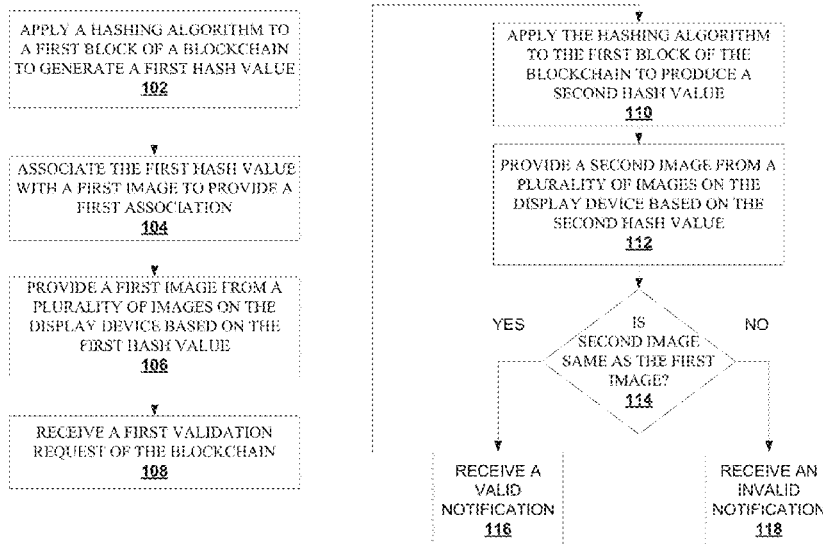 APPLY A HASHING ALGORITHM TO
A FIRST BLOCK OF A BLOCKCHAIN
TO GENERATE A FIRST HASH VALUE
102
ASSOCIATE THE FIRST HASH VALUE
WITH A FIRST IMAGE TO PROVIDE A
FIRST ASSOCIATION
104
PROVIDE A FIRST IMAGE FROM A
PLURALITY OF IMAGES ON THE
DISPLAY DEVICE BASED ON THE
FIRST HASH VALUE
106
RECEIVE A FIRST VALIDATION
REQUEST OF THE BLOCKCHAIN
108
APPLY THE HASHING ALGORITHM
TO THE FIRST BLOCK OF THE
BLOCKCHAIN TO PRODUCE A
SECOND HASH VALUE
110
PROVIDE A SECOND IMAGE FROM A
PLURALITY OF IMAGES ON THE
DISPLAY DEVICE BASED ON THE
SECOND HASH VALUE
112
IS
SECOND IMAGE
SAME AS THE FIRST
IMAGE?
114
YES
NO
RECEIVE A
VALID
NOTIFICATION
116
RECEIVE AN
INVALID
NOTIFICATION
118